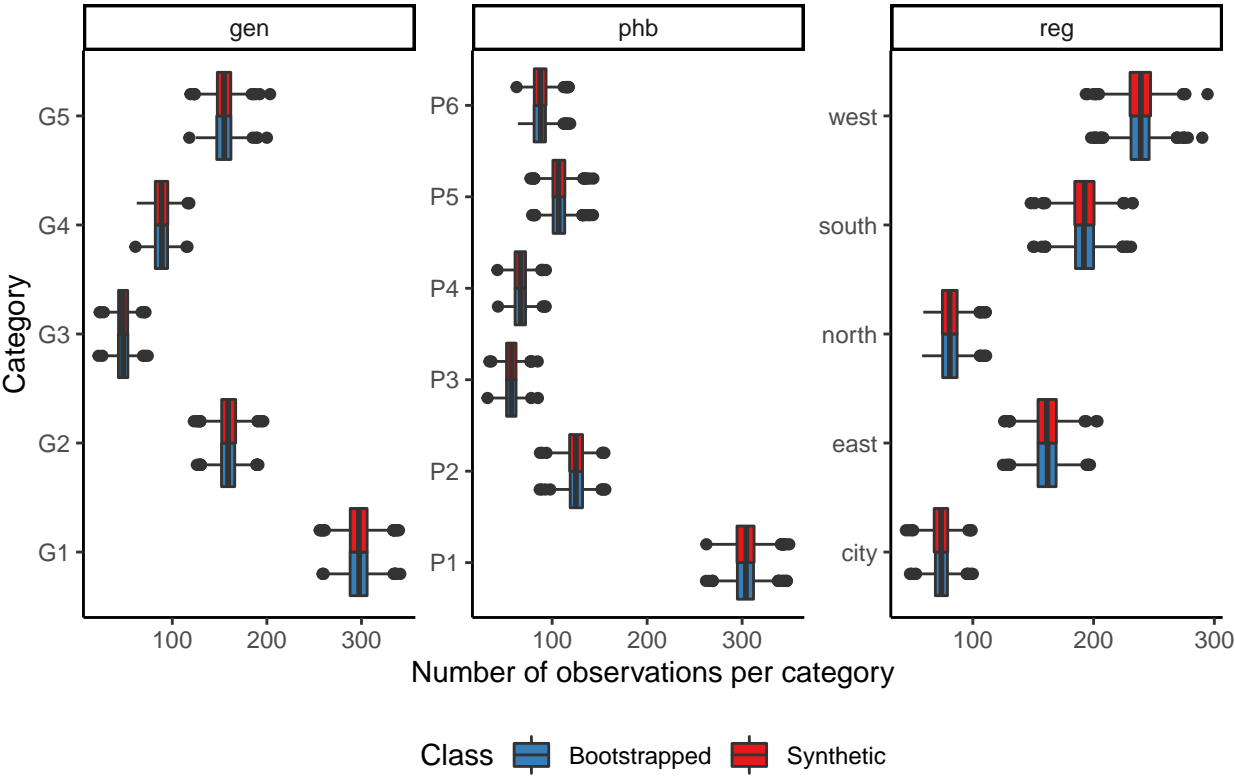 gen phb reg
Category
G5
G4
G3
G2
G1
P6
P5
P4
P3
P2
P1
west
south
north
east
city
100 200 300 100 200 300 100 200 300
Number of observations per category
Class Bootstrapped Synthetic